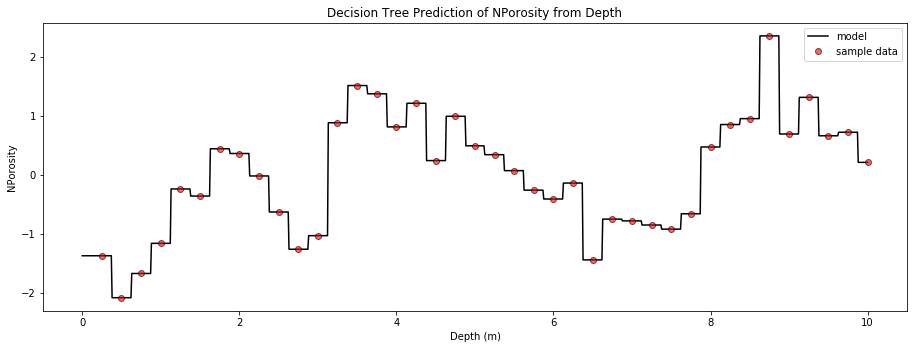 Decision Tree Prediction of NPorosity from Depth
model
sample data
NPorosity
2
1
0
−1
−2
0 2 4 6 8 10
Depth (m)